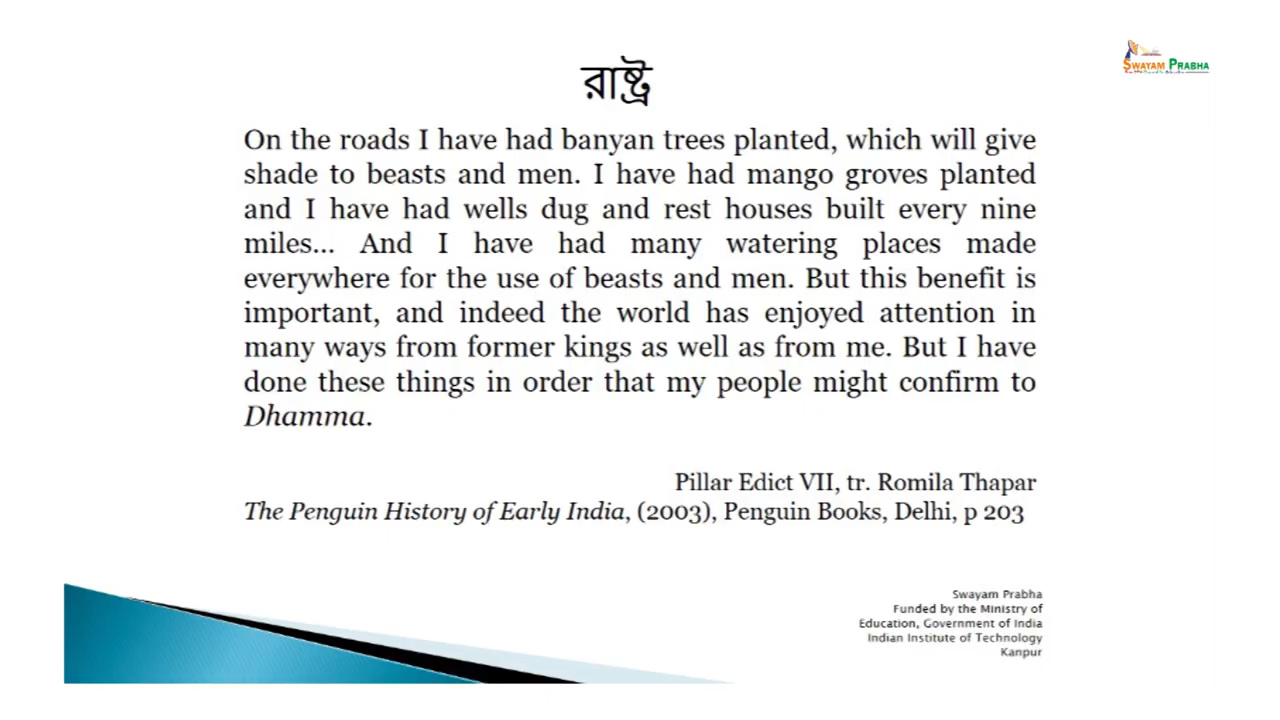 SWAYAM PRABHA
রাষ্ট্র
On the roads I have had banyan trees planted, which will give
shade to beasts and men. I have had mango groves planted
and I have had wells dug and rest houses built every nine
miles... And I have had many watering places made
everywhere for the use of beasts and men. But this benefit is
important, and indeed the world has enjoyed attention in
many ways from former kings as well as from me. But I have
done these things in order that my people might confirm to
Dhamma.
Pillar Edict VII, tr. Romila Thapar
The Penguin History of Early India, (2003), Penguin Books, Delhi, p 203
Swayam Prabha
Funded by the Ministry of
Education, Government of India
Indian Institute of Technology
Kanpur